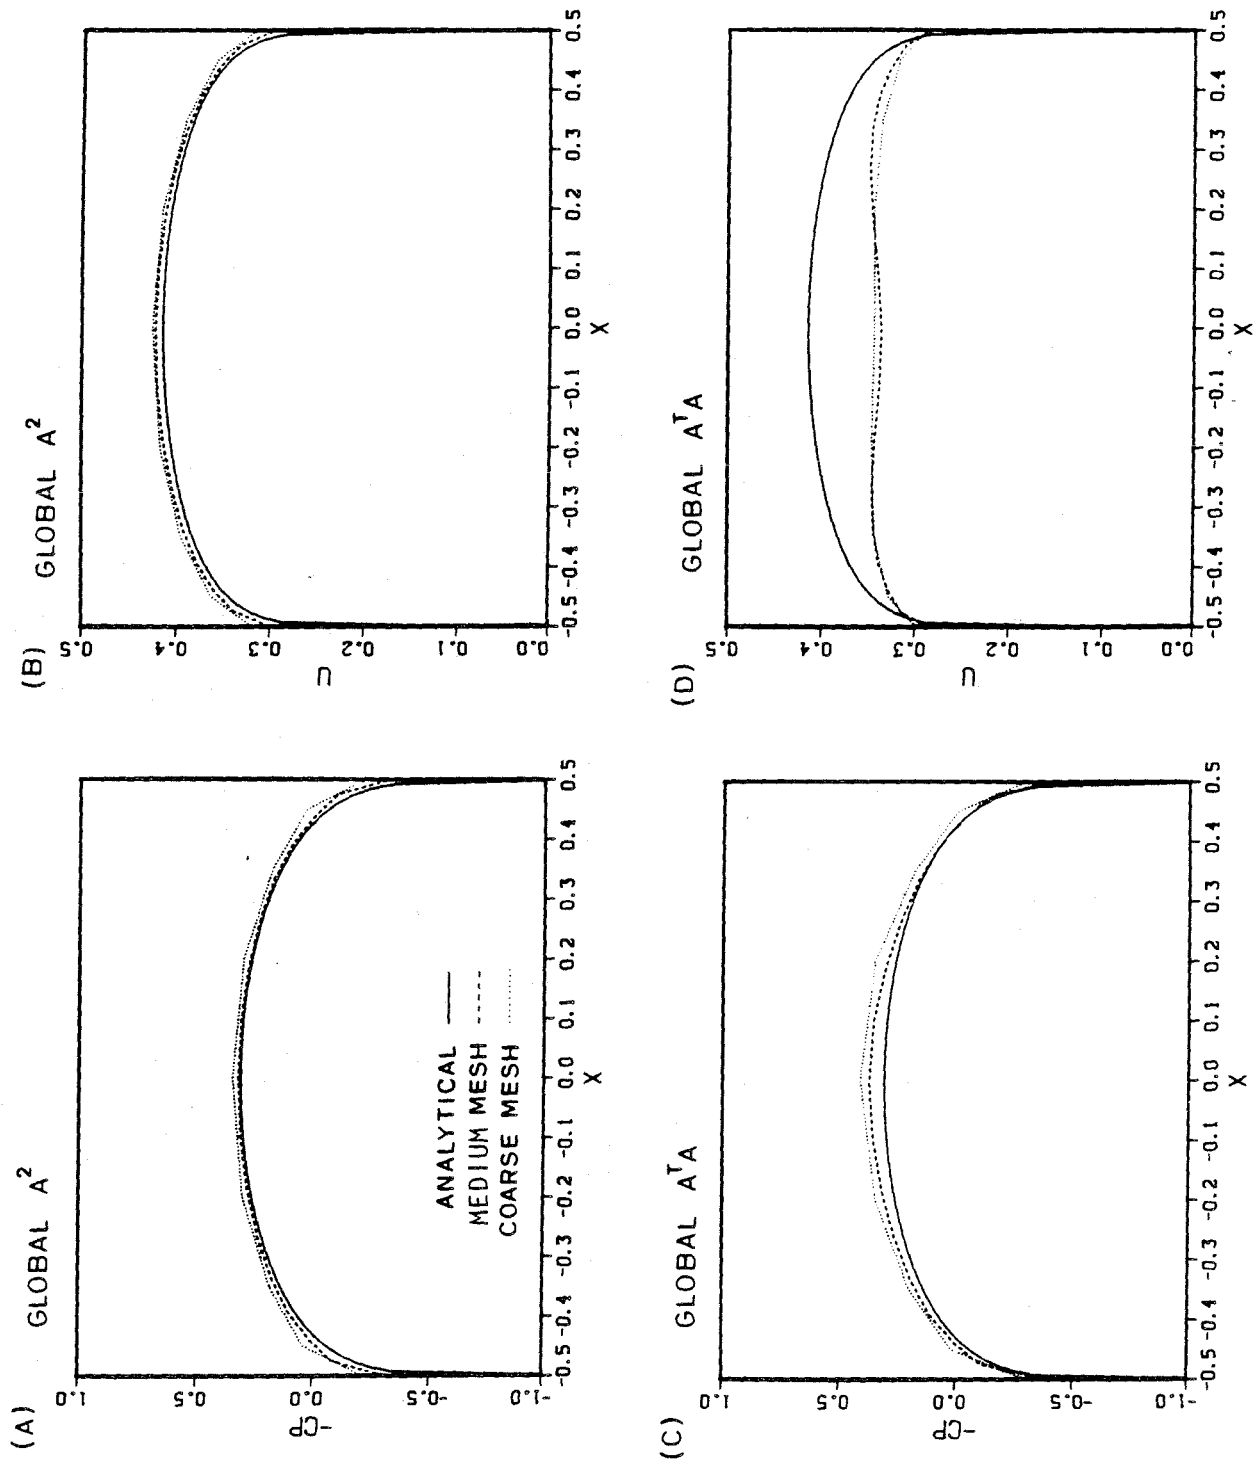 (A)
GLOBAL A²
1.0
0.5
0.0
-0.5
-1.0
-CP
-0.5 -0.4 -0.3 -0.2 -0.1 0.0 0.1 0.2 0.3 0.4 0.5
X
ANALYTICAL
MEDIUM MESH
COARSE MESH
(B)
GLOBAL A²
0.5
0.4
0.3
0.2
0.1
0.0
U
-0.5 -0.4 -0.3 -0.2 -0.1 0.0 0.1 0.2 0.3 0.4 0.5
X
(C)
GLOBAL AᵀA
1.0
0.5
0.0
-0.5
-1.0
-CP
-0.5 -0.4 -0.3 -0.2 -0.1 0.0 0.1 0.2 0.3 0.4 0.5
X
(D)
GLOBAL AᵀA
0.5
0.4
0.3
0.2
0.1
0.0
U
-0.5 -0.4 -0.3 -0.2 -0.1 0.0 0.1 0.2 0.3 0.4 0.5
X